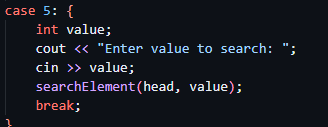 case 5: {
    int value;
    cout << "Enter value to search: ";
    cin >> value;
    searchElement(head, value);
    break;
}